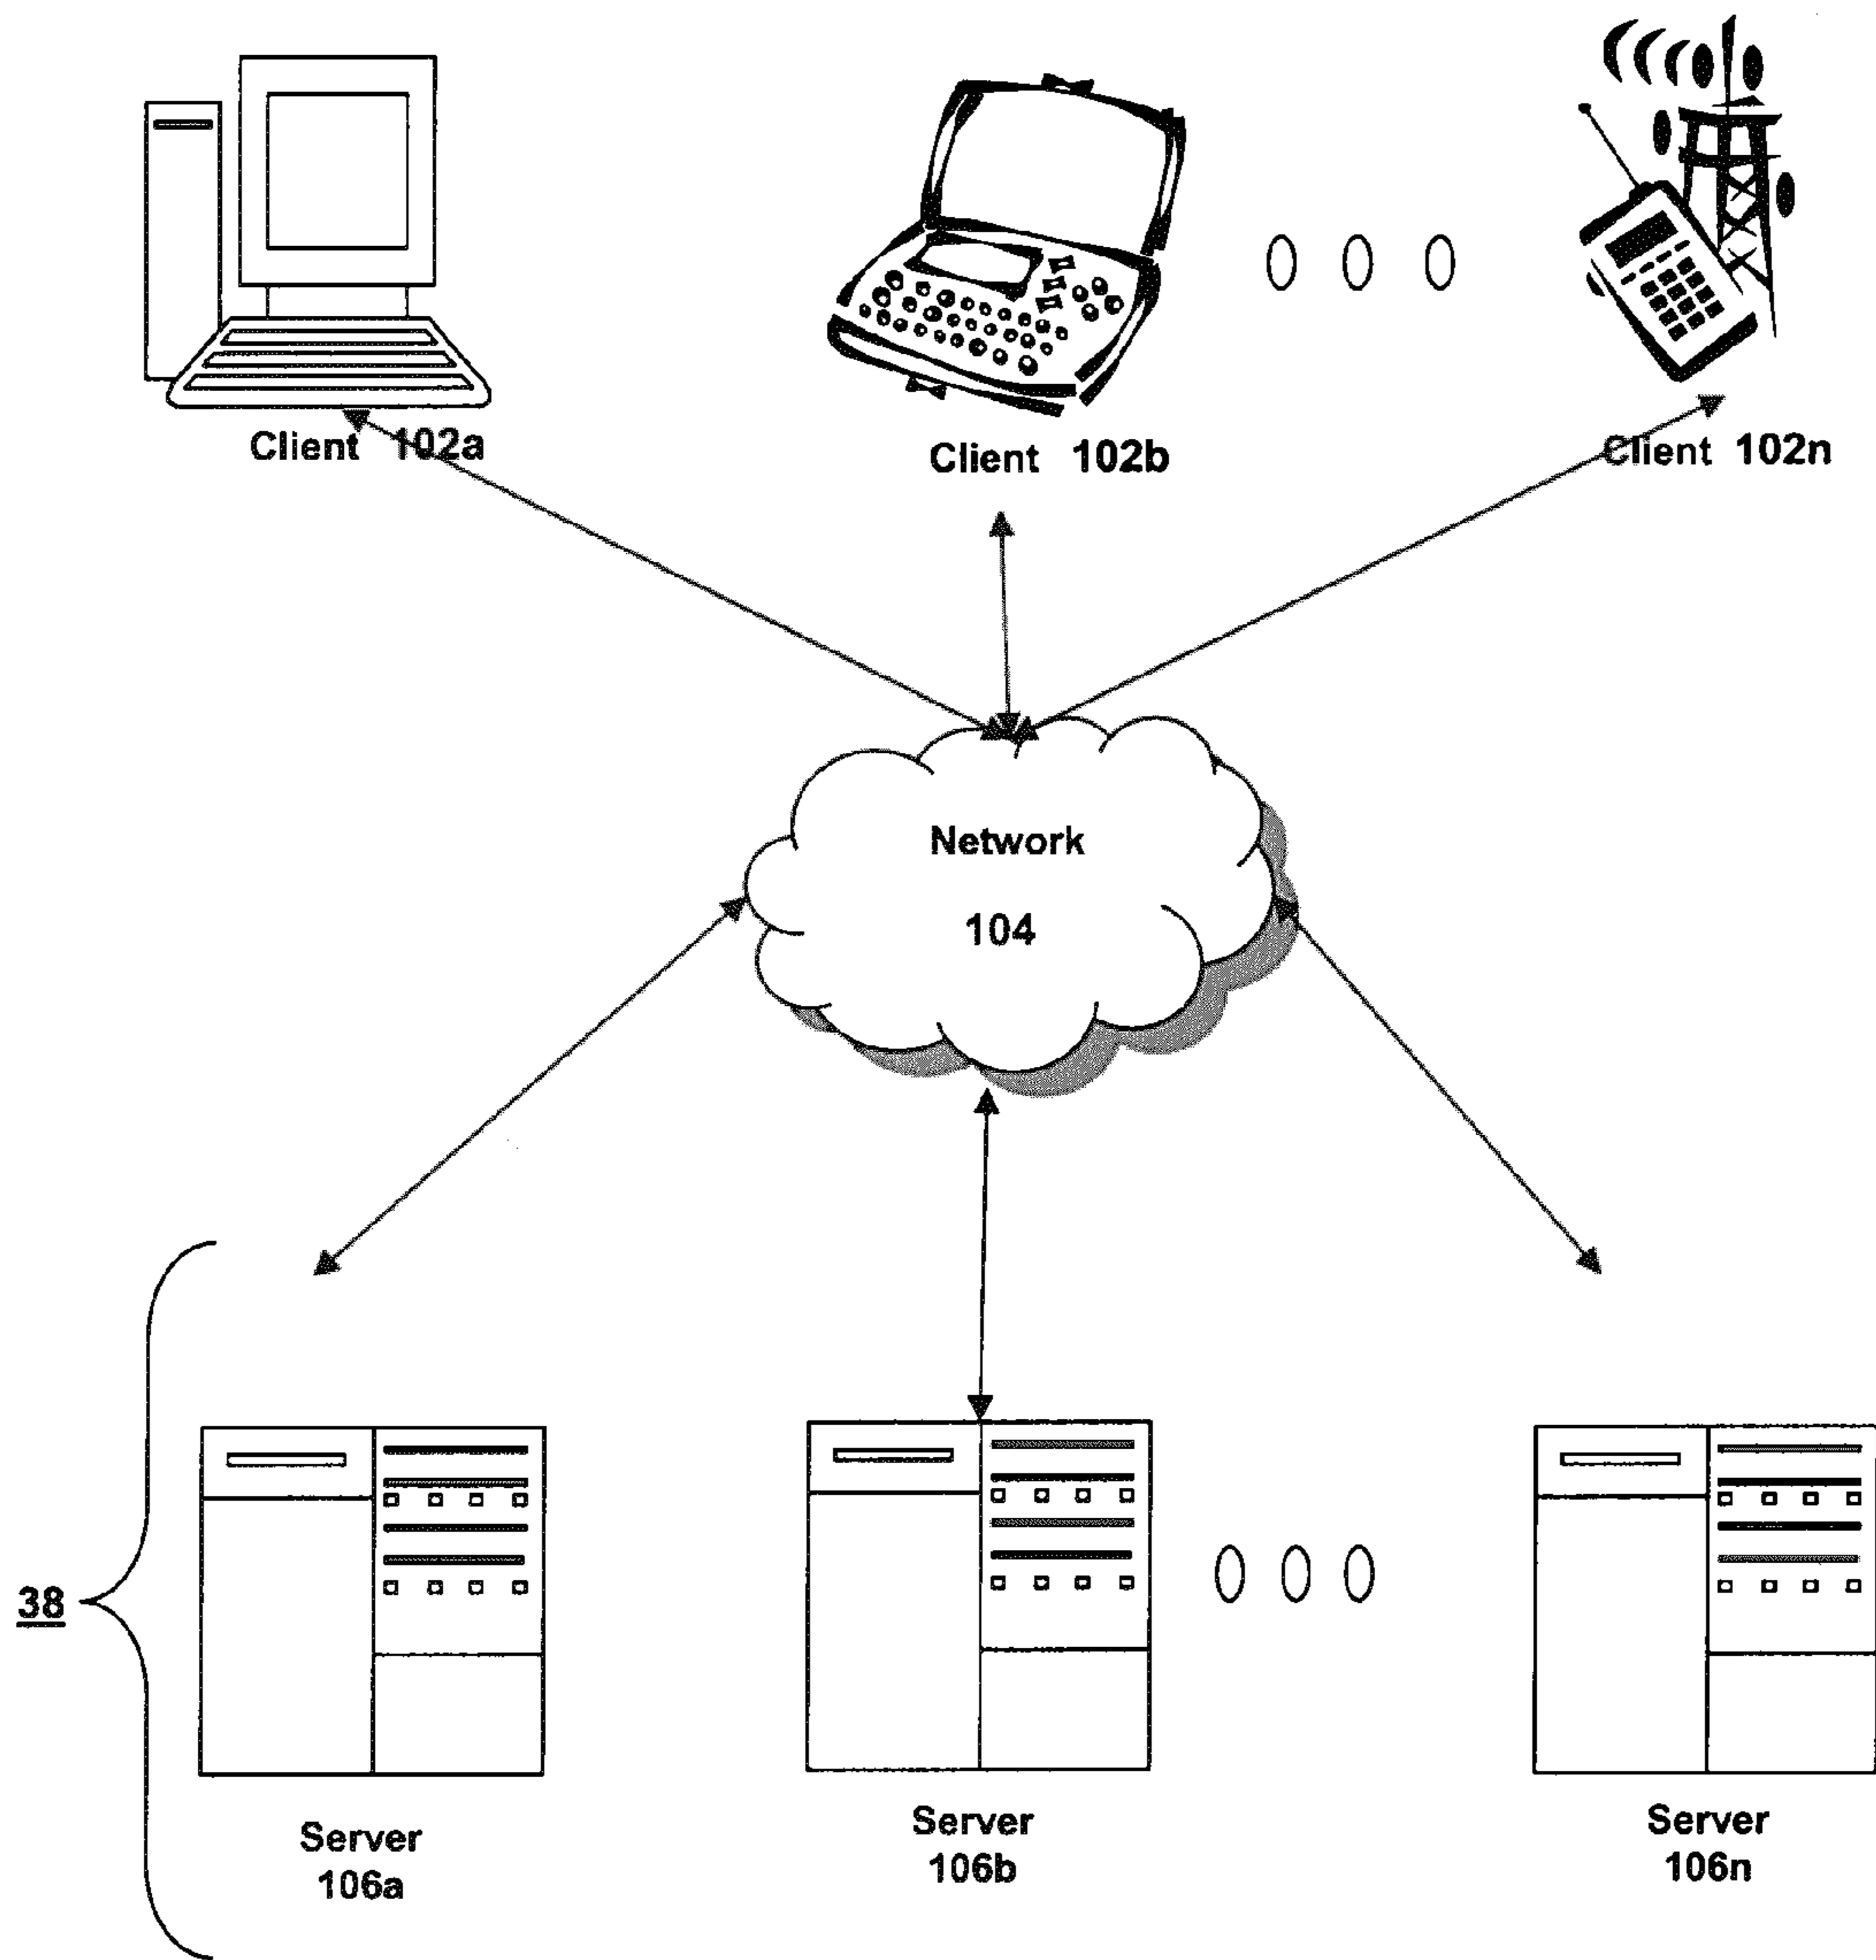 Client 102a
Client 102b
Client 102n
Network
104
38
Server
106a
Server
106b
Server
106n